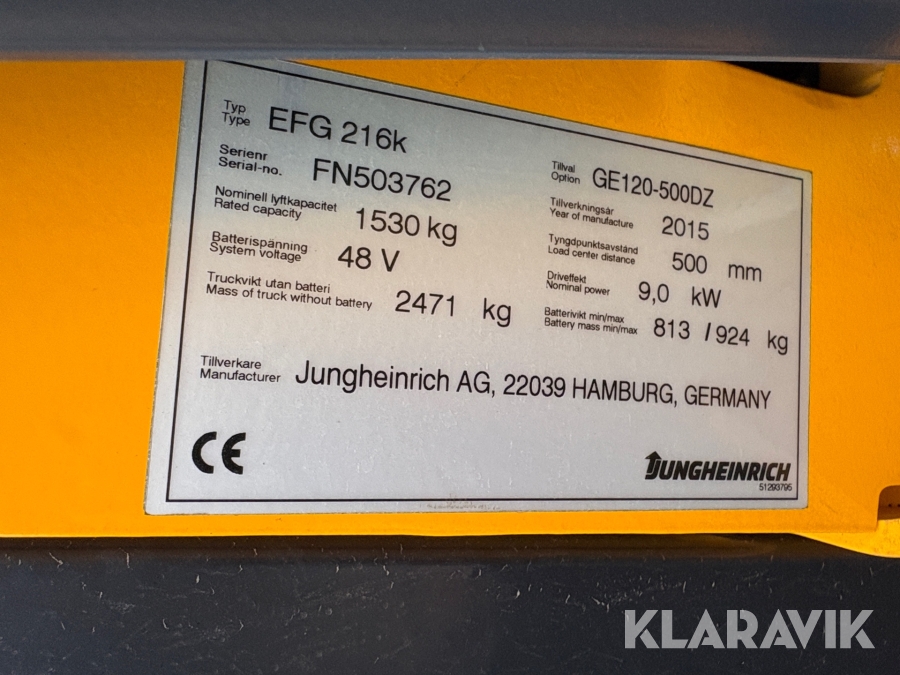 Typ
Type EFG 216k
Serienr
Serial-no. FN503762
Nominell lyftkapacitet
Rated capacity 1530 kg
Batterispänning
System voltage 48 V
Truckvikt utan batteri
Mass of truck without battery 2471 kg
Tillval
Option GE120-500DZ
Tillverkningsår
Year of manufacture 2015
Tyngdpunktsavstånd
Load center distance 500 mm
Driveffekt
Nominal power 9,0 kW
Batterivikt min/max
Battery mass min/max 813 / 924 kg
Tillverkare
Manufacturer Jungheinrich AG, 22039 HAMBURG, GERMANY
CE
JUNGHEINRICH
51293795
KLARAVIK